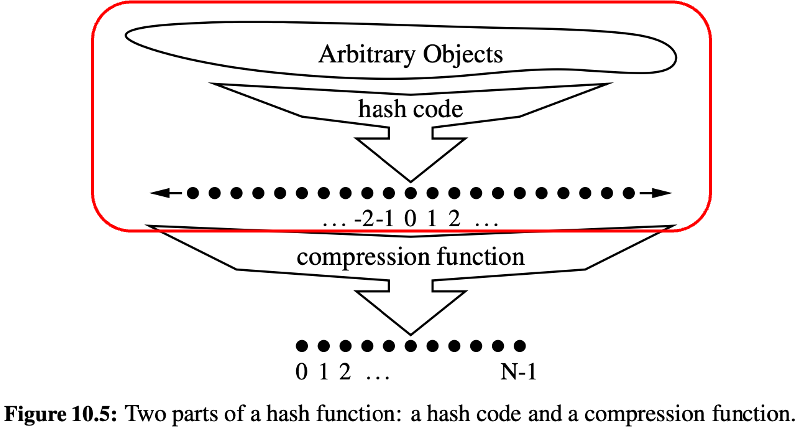 Arbitrary Objects
hash code
… -2-1 0 1 2 …
compression function
0 1 2 … N-1
Figure 10.5: Two parts of a hash function: a hash code and a compression function.